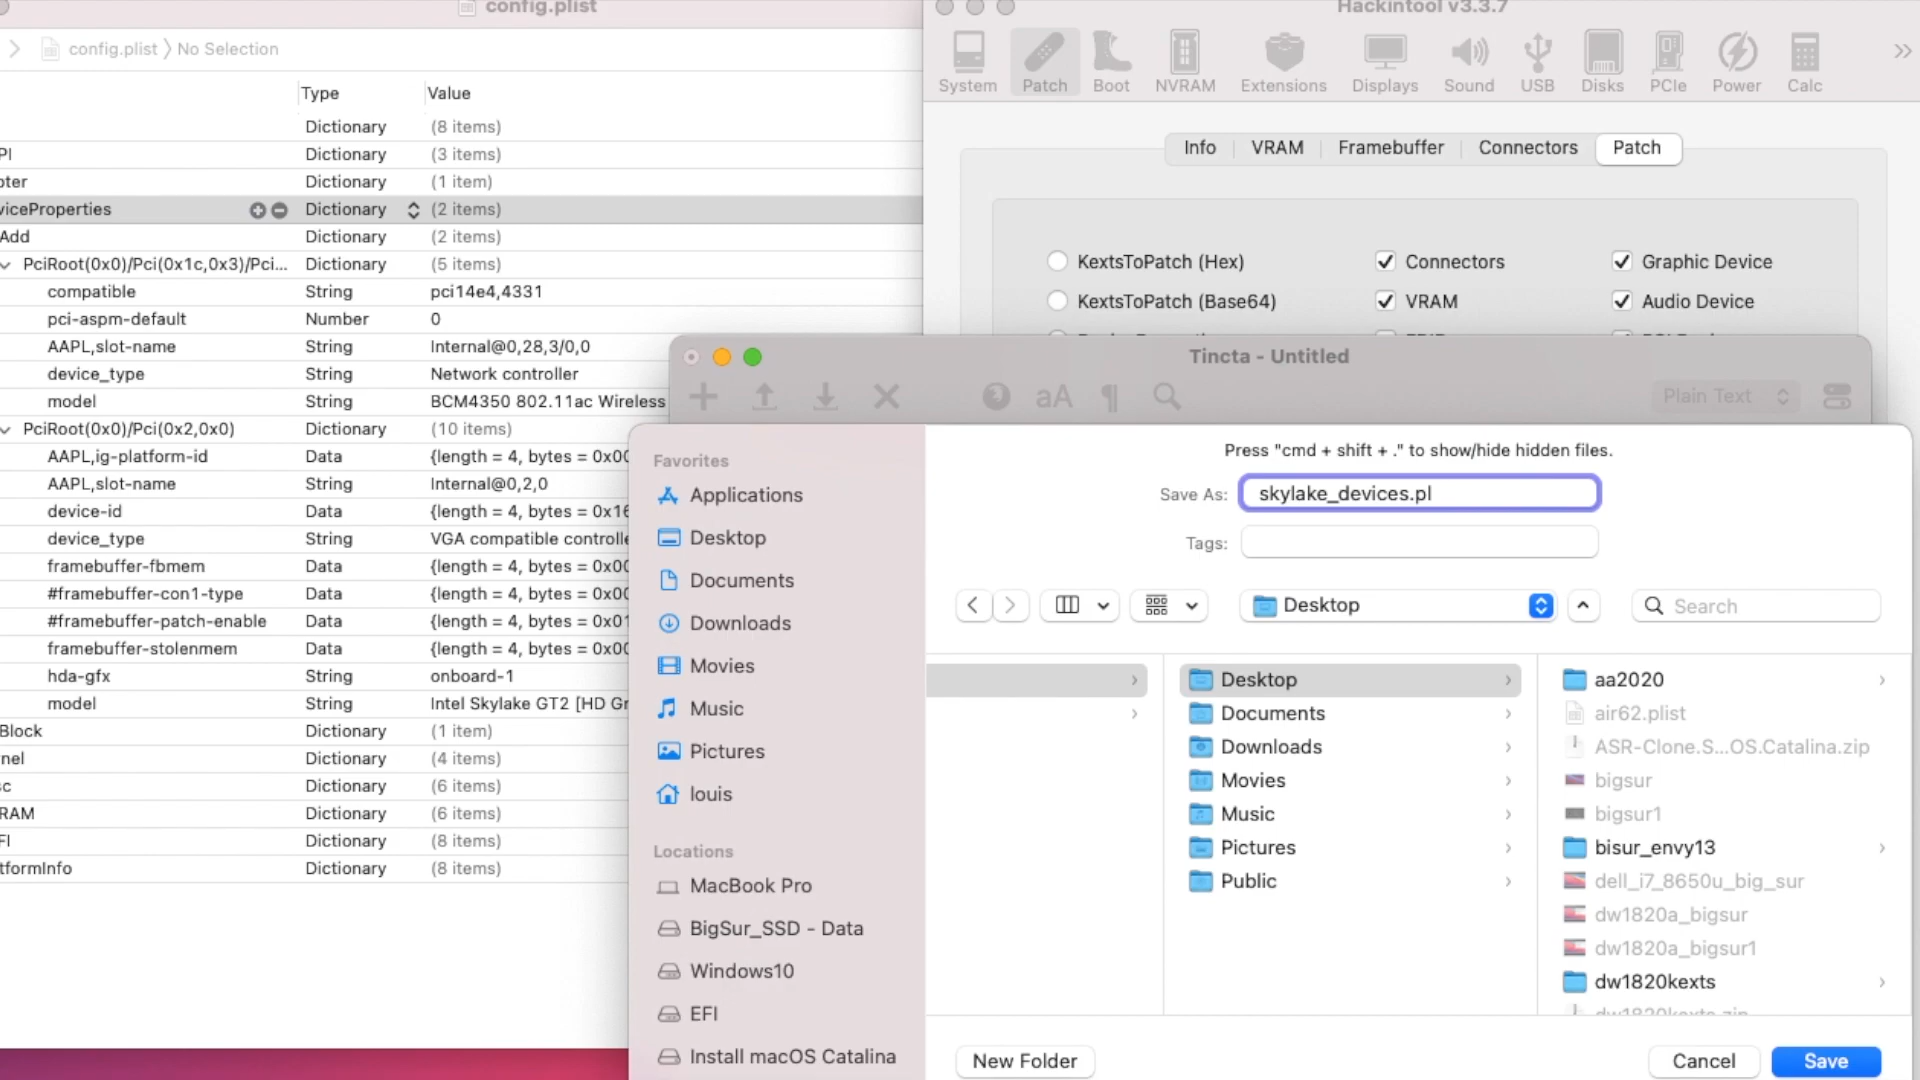 config.plist
config.plist 〉No Selection
Type Value
Dictionary (8 items)
PI Dictionary (3 items)
oter Dictionary (1 item)
viceProperties Dictionary (2 items)
Add Dictionary (2 items)
PciRoot(0x0)/Pci(0x1c,0x3)/Pci... Dictionary (5 items)
compatible String pci14e4,4331
pci-aspm-default Number 0
AAPL,slot-name String Internal@0,28,3/0,0
device_type String Network controller
model String BCM4350 802.11ac Wireless
PciRoot(0x0)/Pci(0x2,0x0) Dictionary (10 items)
AAPL,ig-platform-id Data {length = 4, bytes = 0x00
AAPL,slot-name String Internal@0,2,0
device-id Data {length = 4, bytes = 0x16
device_type String VGA compatible controlle
framebuffer-fbmem Data {length = 4, bytes = 0x00
#framebuffer-con1-type Data {length = 4, bytes = 0x00
#framebuffer-patch-enable Data {length = 4, bytes = 0x01
framebuffer-stolenmem Data {length = 4, bytes = 0x00
hda-gfx String onboard-1
model String Intel Skylake GT2 [HD Gr
Block Dictionary (1 item)
nel Dictionary (4 items)
sc Dictionary (6 items)
RAM Dictionary (6 items)
FI Dictionary (8 items)
tformInfo Dictionary (8 items)
Hackintool v3.3.7
System Patch Boot NVRAM Extensions Displays Sound USB Disks PCIe Power Calc
Info VRAM Framebuffer Connectors Patch
KextsToPatch (Hex) Connectors Graphic Device
KextsToPatch (Base64) VRAM Audio Device
Tincta - Untitled
aA Plain Text
Press "cmd + shift + ." to show/hide hidden files.
Save As: skylake_devices.pl
Tags:
Desktop Search
Favorites
Applications
Desktop
Documents
Downloads
Movies
Music
Pictures
louis
Locations
MacBook Pro
BigSur_SSD - Data
Windows10
EFI
Install macOS Catalina
Desktop
Documents
Downloads
Movies
Music
Pictures
Public
aa2020
air62.plist
ASR-Clone.S...OS.Catalina.zip
bigsur
bigsur1
bisur_envy13
dell_i7_8650u_big_sur
dw1820a_bigsur
dw1820a_bigsur1
dw1820kexts
dw1820kexts.zip
New Folder Cancel Save